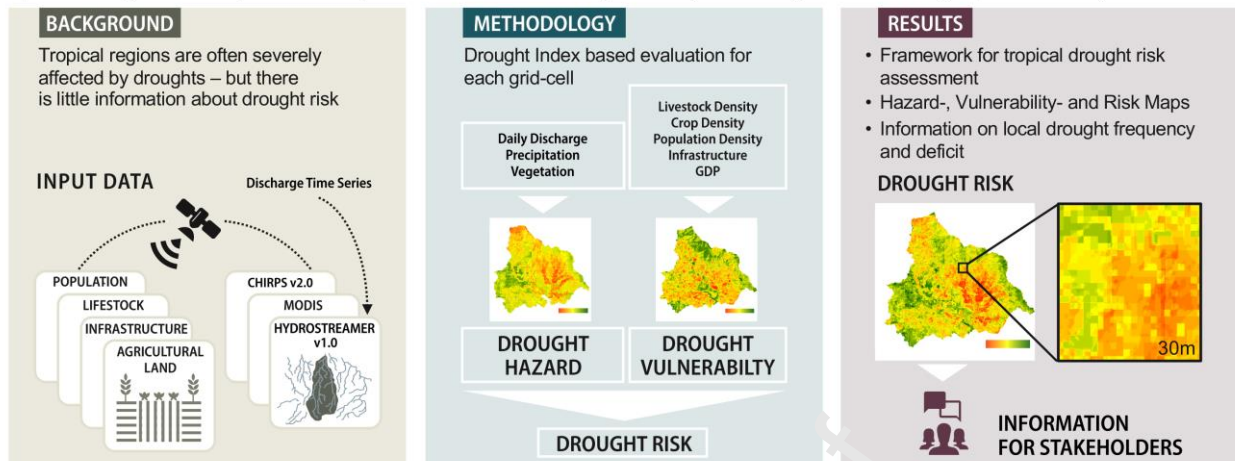 BACKGROUND
Tropical regions are often severely
affected by droughts – but there
is little information about drought risk
INPUT DATA
Discharge Time Series
POPULATION
LIFESTOCK
INFRASTRUCTURE
AGRICULTURAL
LAND
CHIRPS v2.0
MODIS
HYDROSTREAMER
v1.0
METHODOLOGY
Drought Index based evaluation for
each grid-cell
Daily Discharge
Precipitation
Vegetation
Livestock Density
Crop Density
Population Density
Infrastructure
GDP
DROUGHT
HAZARD
DROUGHT
VULNERABILTY
DROUGHT RISK
RESULTS
• Framework for tropical drought risk
assessment
• Hazard-, Vulnerability- and Risk Maps
• Information on local drought frequency
and deficit
DROUGHT RISK
30m
INFORMATION
FOR STAKEHOLDERS